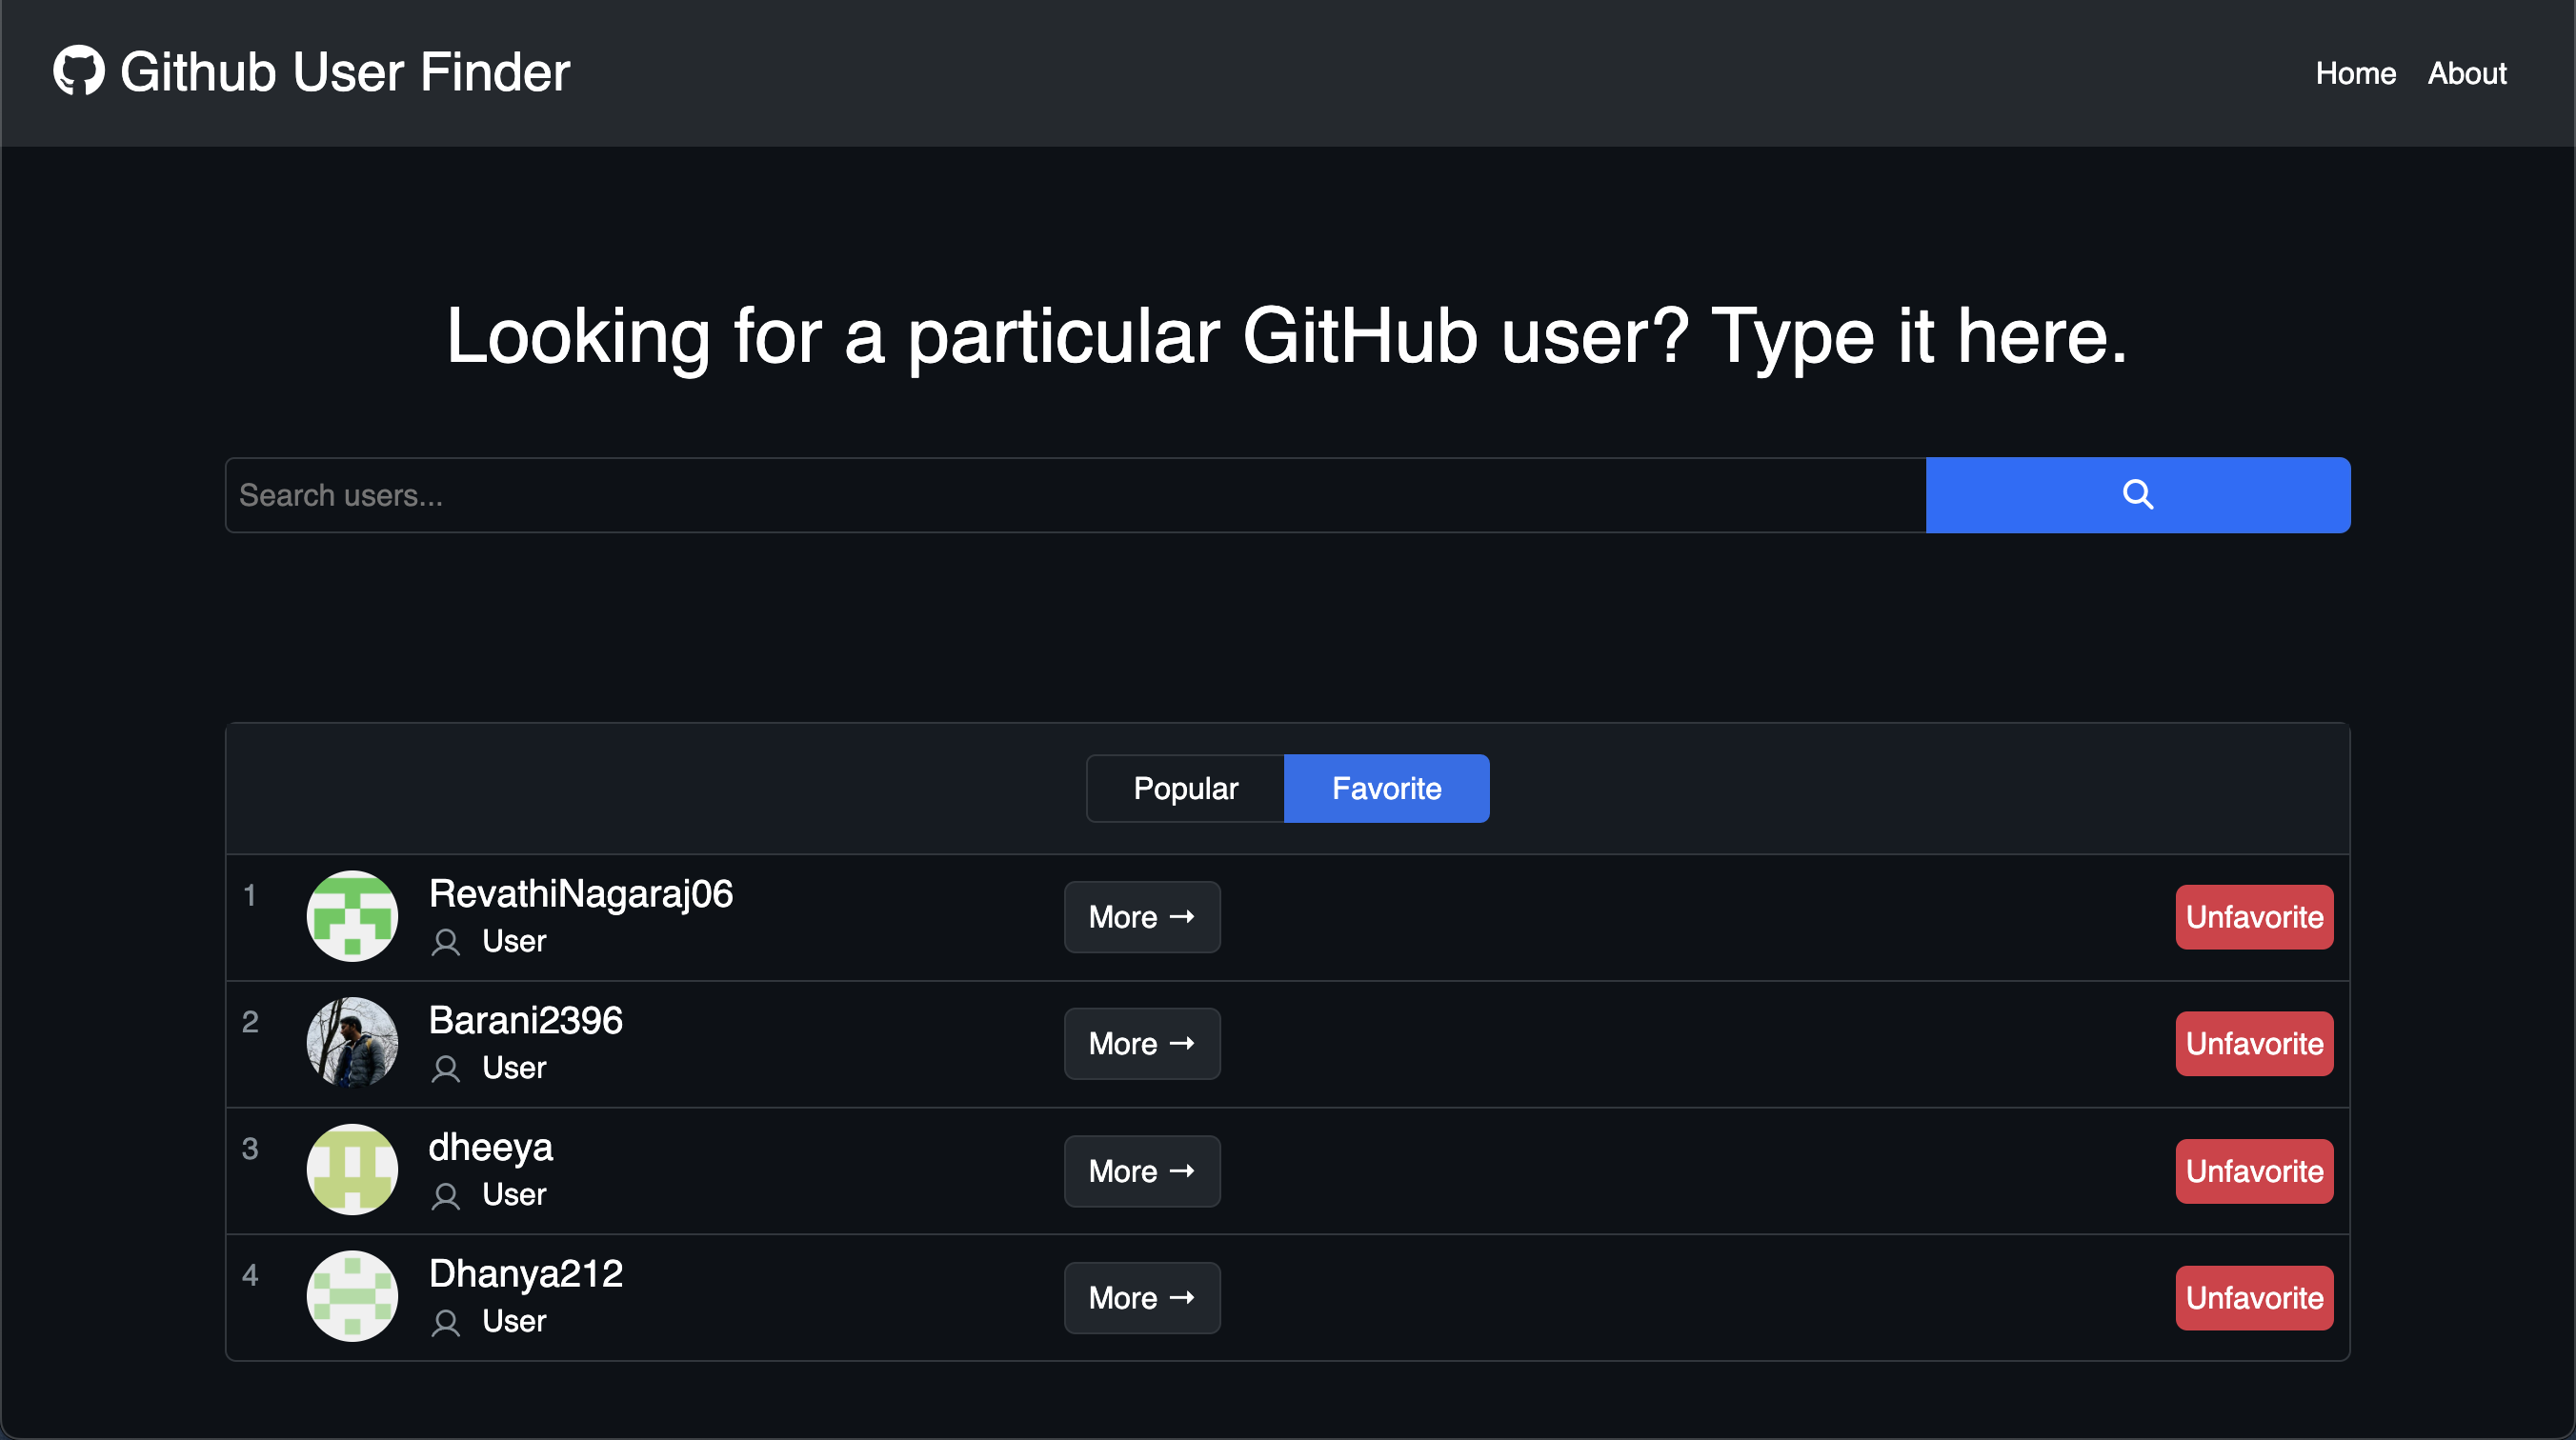 Github User Finder
Home About
Looking for a particular GitHub user? Type it here.
Search users...
Popular Favorite
1 RevathiNagaraj06 More → Unfavorite
User
2 Barani2396 More → Unfavorite
User
3 dheeya More → Unfavorite
User
4 Dhanya212 More → Unfavorite
User